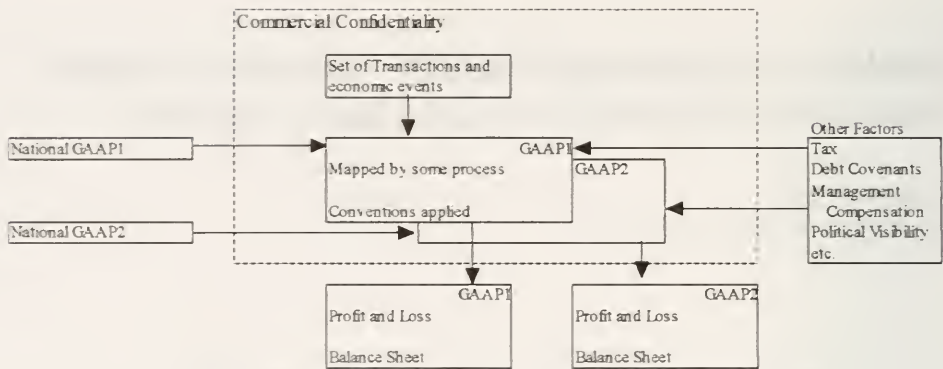 Commercial Confidentiality
Set of Transactions and
economic events
National GAAP1
GAAP1
Mapped by some process
Conventions applied
GAAP2
National GAAP2
Other Factors
Tax
Debt Covenants
Management
Compensation
Political Visibility
etc.
GAAP1
Profit and Loss
Balance Sheet
GAAP2
Profit and Loss
Balance Sheet